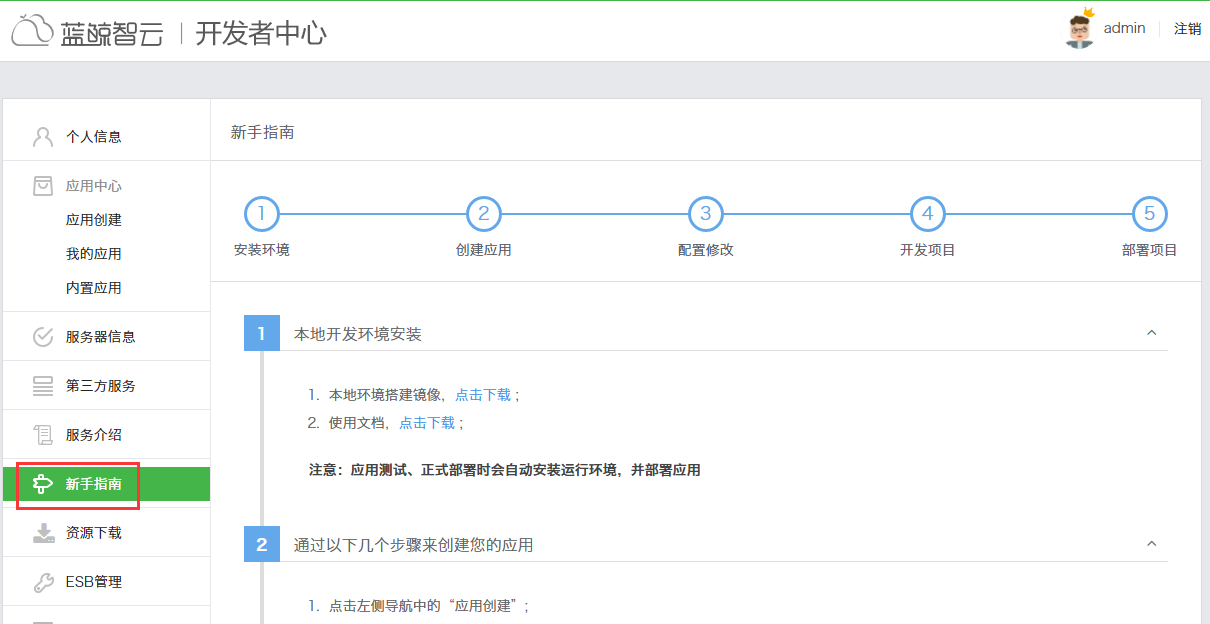 蓝鲸智云 | 开发者中心
admin
注销
个人信息
应用中心
应用创建
我的应用
内置应用
服务器信息
第三方服务
服务介绍
新手指南
资源下载
ESB管理
新手指南
1
2
3
4
5
安装环境
创建应用
配置修改
开发项目
部署项目
1 本地开发环境安装
1. 本地环境搭建镜像，点击下载；
2. 使用文档，点击下载；
注意：应用测试、正式部署时会自动安装运行环境，并部署应用
2 通过以下几个步骤来创建您的应用
1. 点击左侧导航中的“应用创建”；